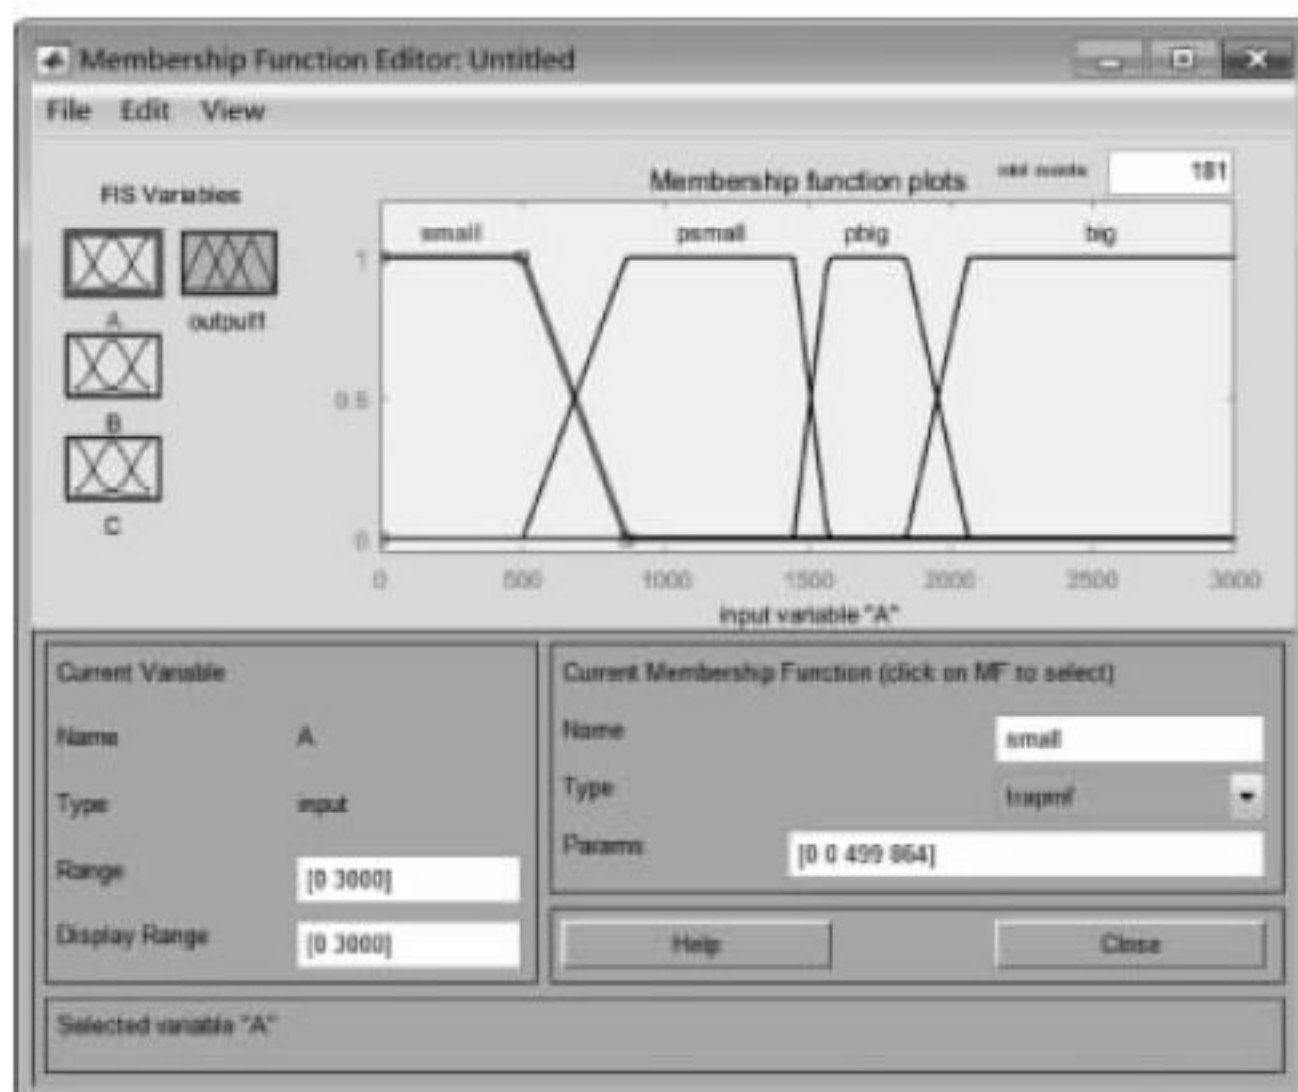 Membership Function Editor: Untitled
File Edit View
FIS Variables
A
output1
B
C
Membership function plots
181
small psmall pbig big
1
0.5
0
0 500 1000 1500 2000 2500 3000
input variable "A"
Current Variable
Name A
Type input
Range [0 3000]
Display Range [0 3000]
Current Membership Function (click on MF to select)
Name small
Type trapmf
Params [0 0 499 864]
Help Close
Selected variable "A"